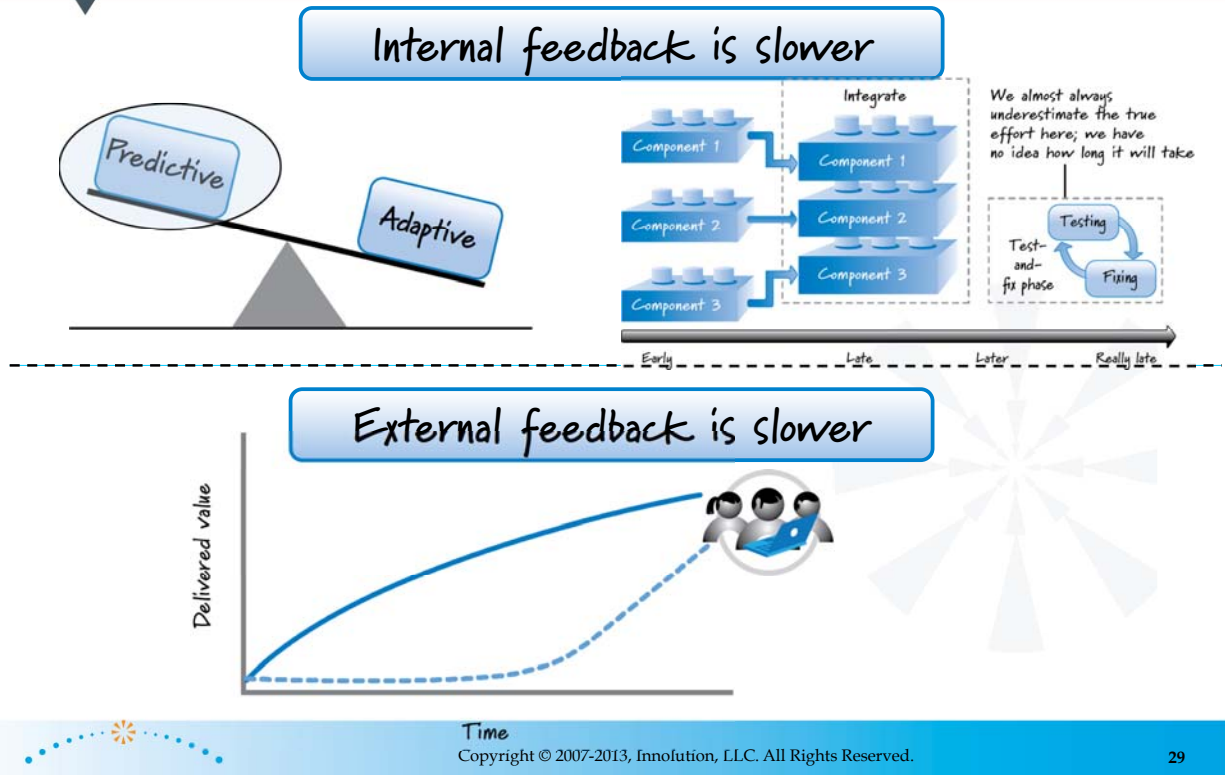 Internal feedback is slower
Predictive
Adaptive
Integrate
Component 1
Component 2
Component 3
Component 1
Component 2
Component 3
We almost always
underestimate the true
effort here; we have
no idea how long it will take
Testing
Test-
and-
fix phase
Fixing
Early
Late
Later
Really late
External feedback is slower
Delivered value
Time
Copyright © 2007-2013, Innolution, LLC. All Rights Reserved.
29